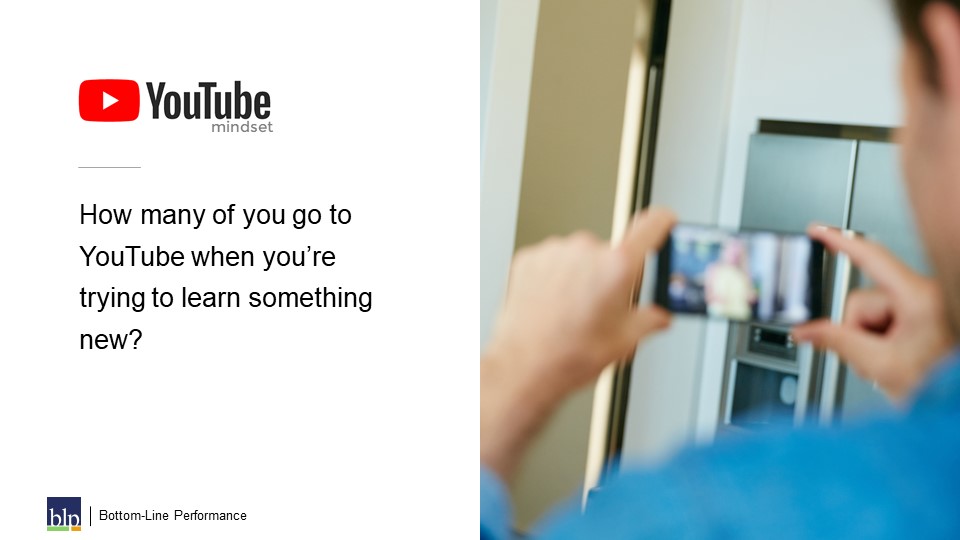 YouTube
mindset
How many of you go to
YouTube when you’re
trying to learn something
new?
blp
Bottom-Line Performance